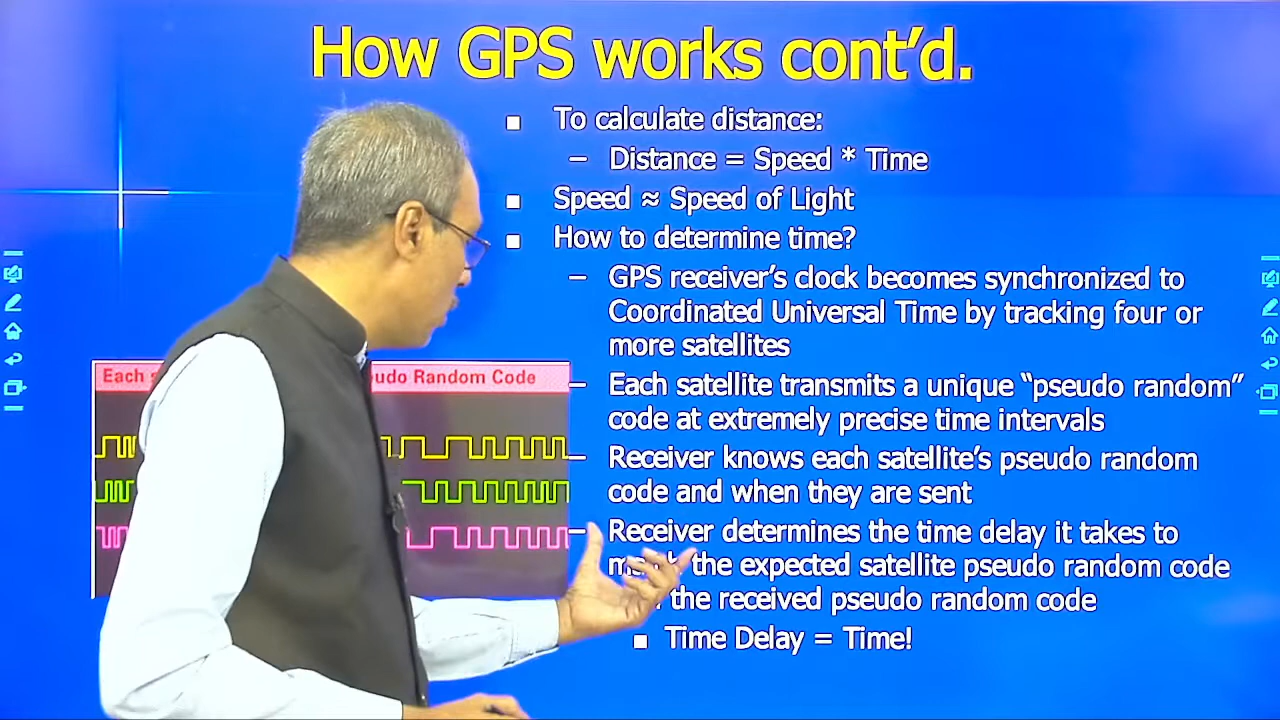 How GPS works cont'd.
▪ To calculate distance:
– Distance = Speed * Time
▪ Speed ≈ Speed of Light
▪ How to determine time?
– GPS receiver's clock becomes synchronized to
Coordinated Universal Time by tracking four or
more satellites
– Each satellite transmits a unique “pseudo random”
code at extremely precise time intervals
– Receiver knows each satellite's pseudo random
code and when they are sent
– Receiver determines the time delay it takes to
the expected satellite pseudo random code
the received pseudo random code
▪ Time Delay = Time!
Each
Random Code